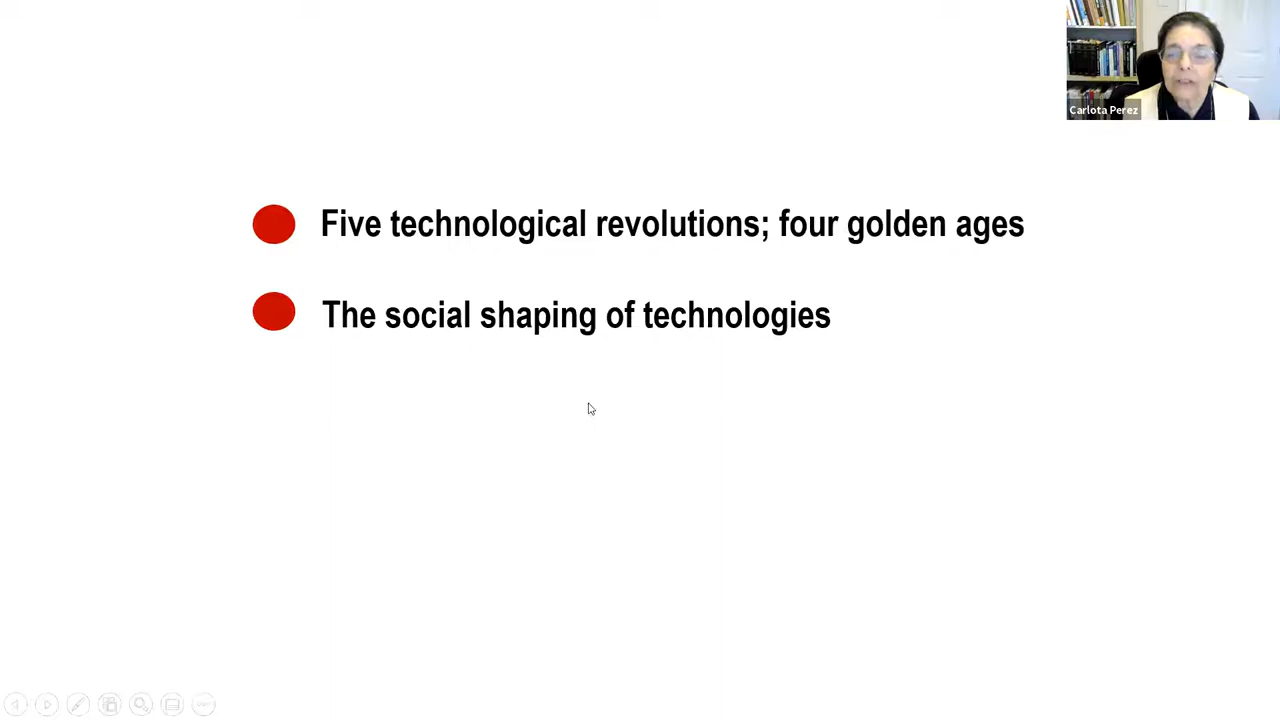 Carlota Perez
Five technological revolutions; four golden ages
The social shaping of technologies